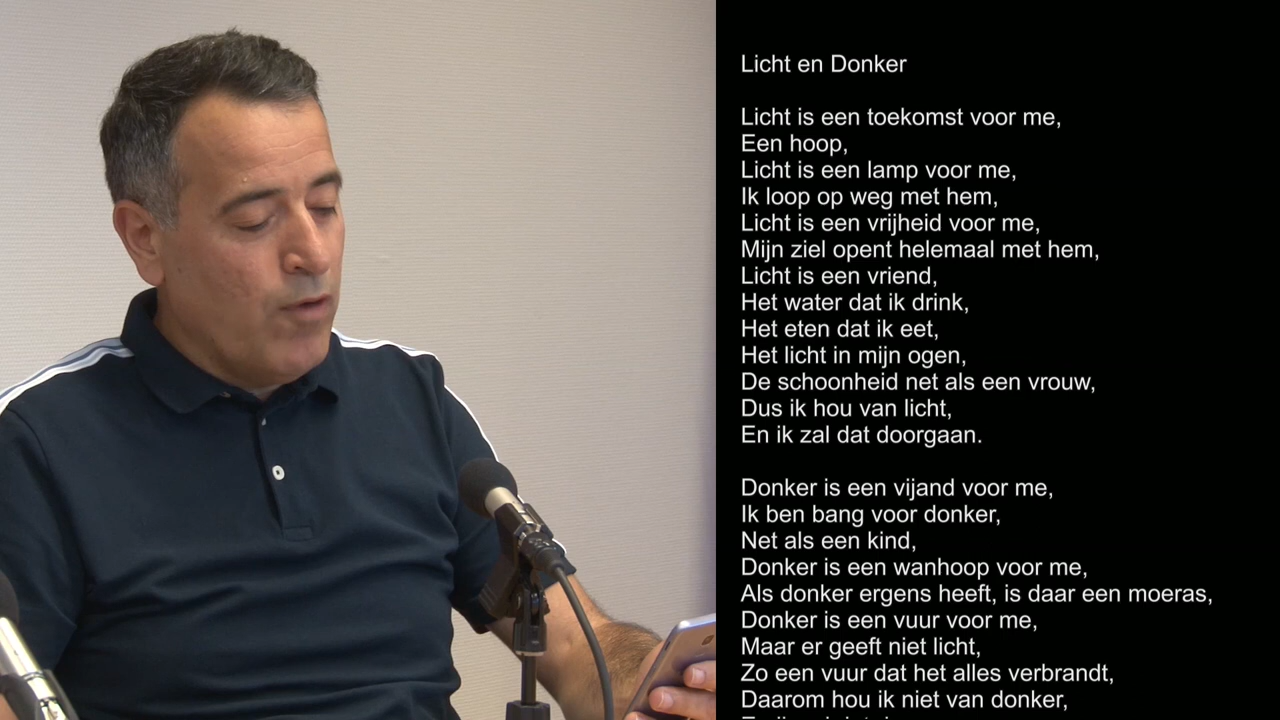 Licht en Donker
Licht is een toekomst voor me,
Een hoop,
Licht is een lamp voor me,
Ik loop op weg met hem,
Licht is een vrijheid voor me,
Mijn ziel opent helemaal met hem,
Licht is een vriend,
Het water dat ik drink,
Het eten dat ik eet,
Het licht in mijn ogen,
De schoonheid net als een vrouw,
Dus ik hou van licht,
En ik zal dat doorgaan.
Donker is een vijand voor me,
Ik ben bang voor donker,
Net als een kind,
Donker is een wanhoop voor me,
Als donker ergens heeft, is daar een moeras,
Donker is een vuur voor me,
Maar er geeft niet licht,
Zo een vuur dat het alles verbrandt,
Daarom hou ik niet van donker,